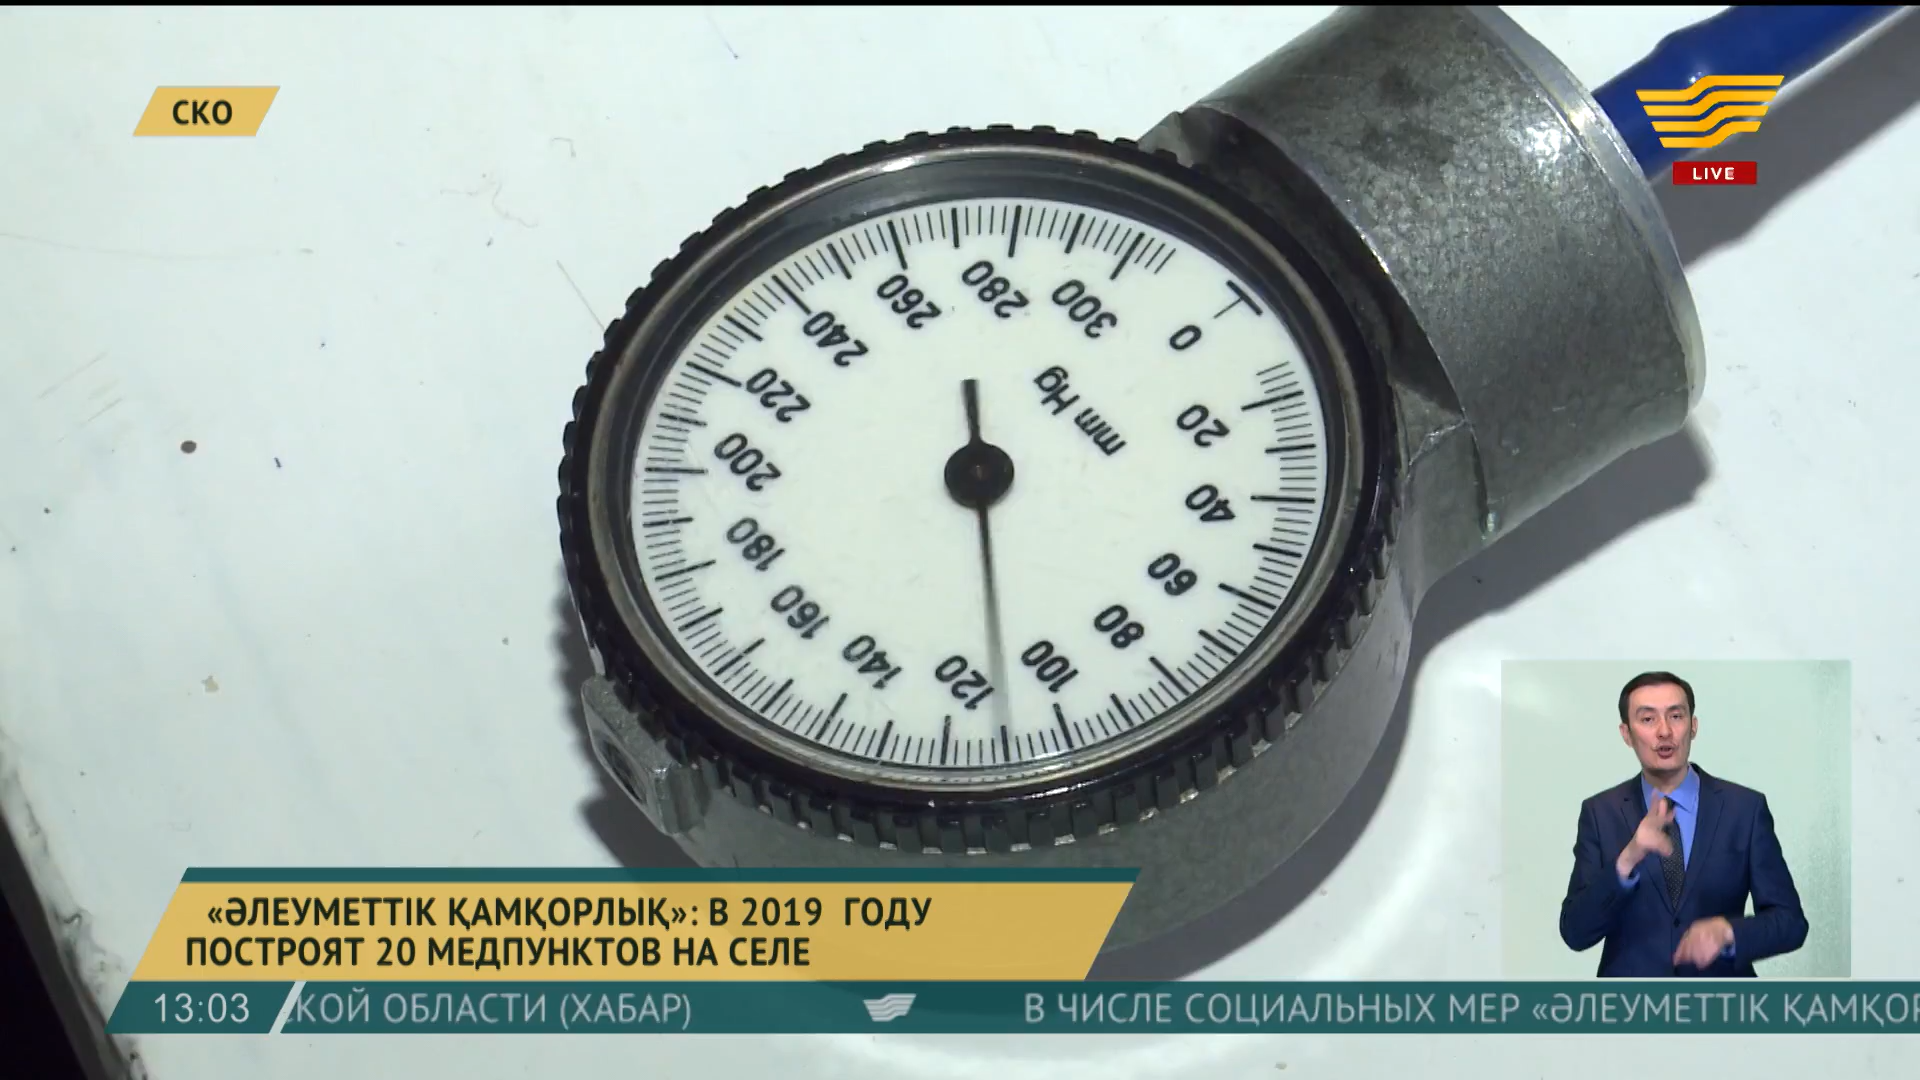 СКО
LIVE
0
20
40
60
80
100
120
140
160
180
200
220
240
260
280
300
mm Hg
«ӘЛЕУМЕТТІК ҚАМҚОРЛЫҚ»: В 2019 ГОДУ
ПОСТРОЯТ 20 МЕДПУНКТОВ НА СЕЛЕ
13:03 СКОЙ ОБЛАСТИ (ХАБАР) В ЧИСЛЕ СОЦИАЛЬНЫХ МЕР «ӘЛЕУМЕТТІК ҚАМҚОР